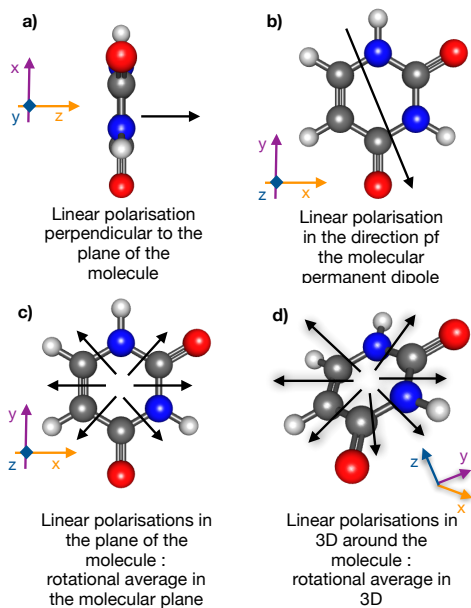 a)
x
y
z
Linear polarisation
perpendicular to the
plane of the
molecule
b)
y
z
x
Linear polarisation
in the direction pf
the molecular
permanent dipole
c)
y
z
x
Linear polarisations in
the plane of the
molecule :
rotational average in
the molecular plane
d)
z
y
x
Linear polarisations in
3D around the
molecule :
rotational average in
3D